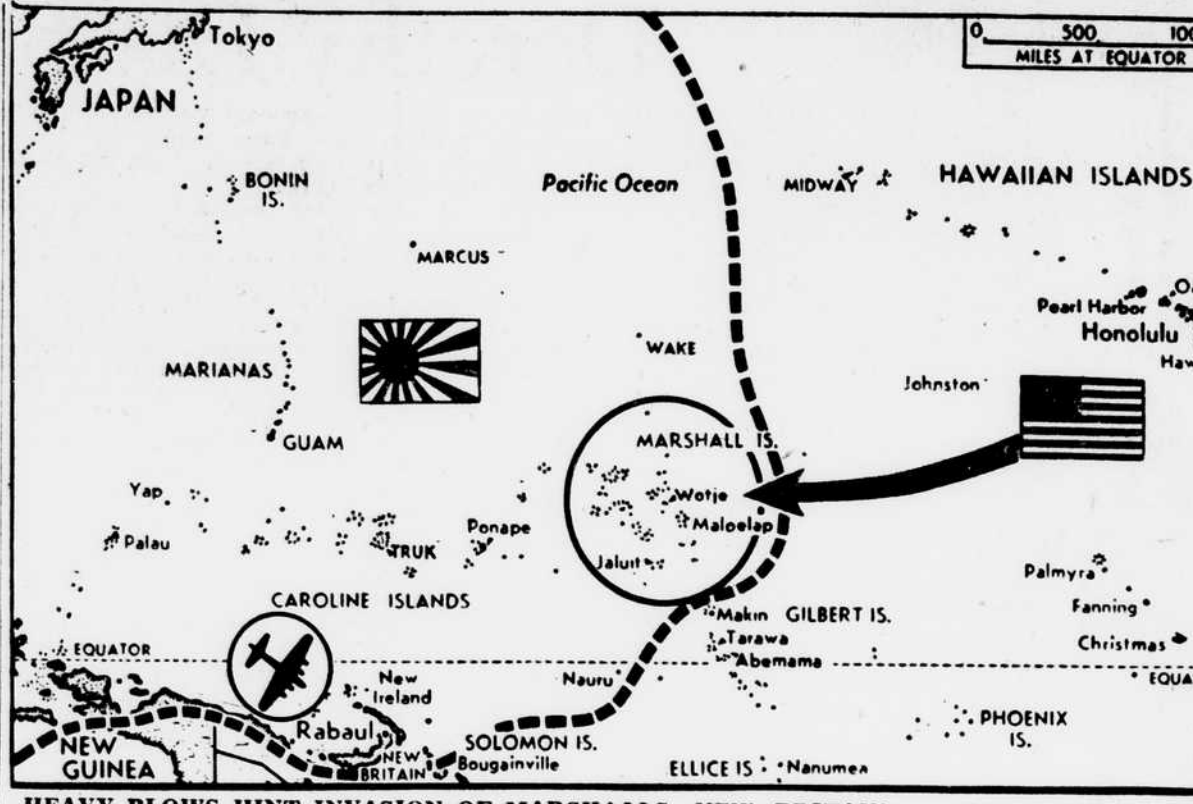 Tokyo
0 500
MILES AT EQUATOR
JAPAN
BONIN
IS.
Pacific Ocean
MIDWAY
HAWAIIAN ISLANDS
MARCUS
Pearl Harbor
Honolulu
WAKE
MARIANAS
Johnston
GUAM
MARSHALL IS.
Yap
Wotje
Maloelap
Palau
TRUK
Ponape
Jaluit
Palmyra
CAROLINE ISLANDS
Fanning
Makin GILBERT IS.
Tarawa
Christmas
EQUATOR
Abemama
Nauru
New
Ireland
Rabaul
PHOENIX
IS.
SOLOMON IS.
NEW
GUINEA
NEW
BRITAIN
Bougainville
ELLICE IS
Nanumea